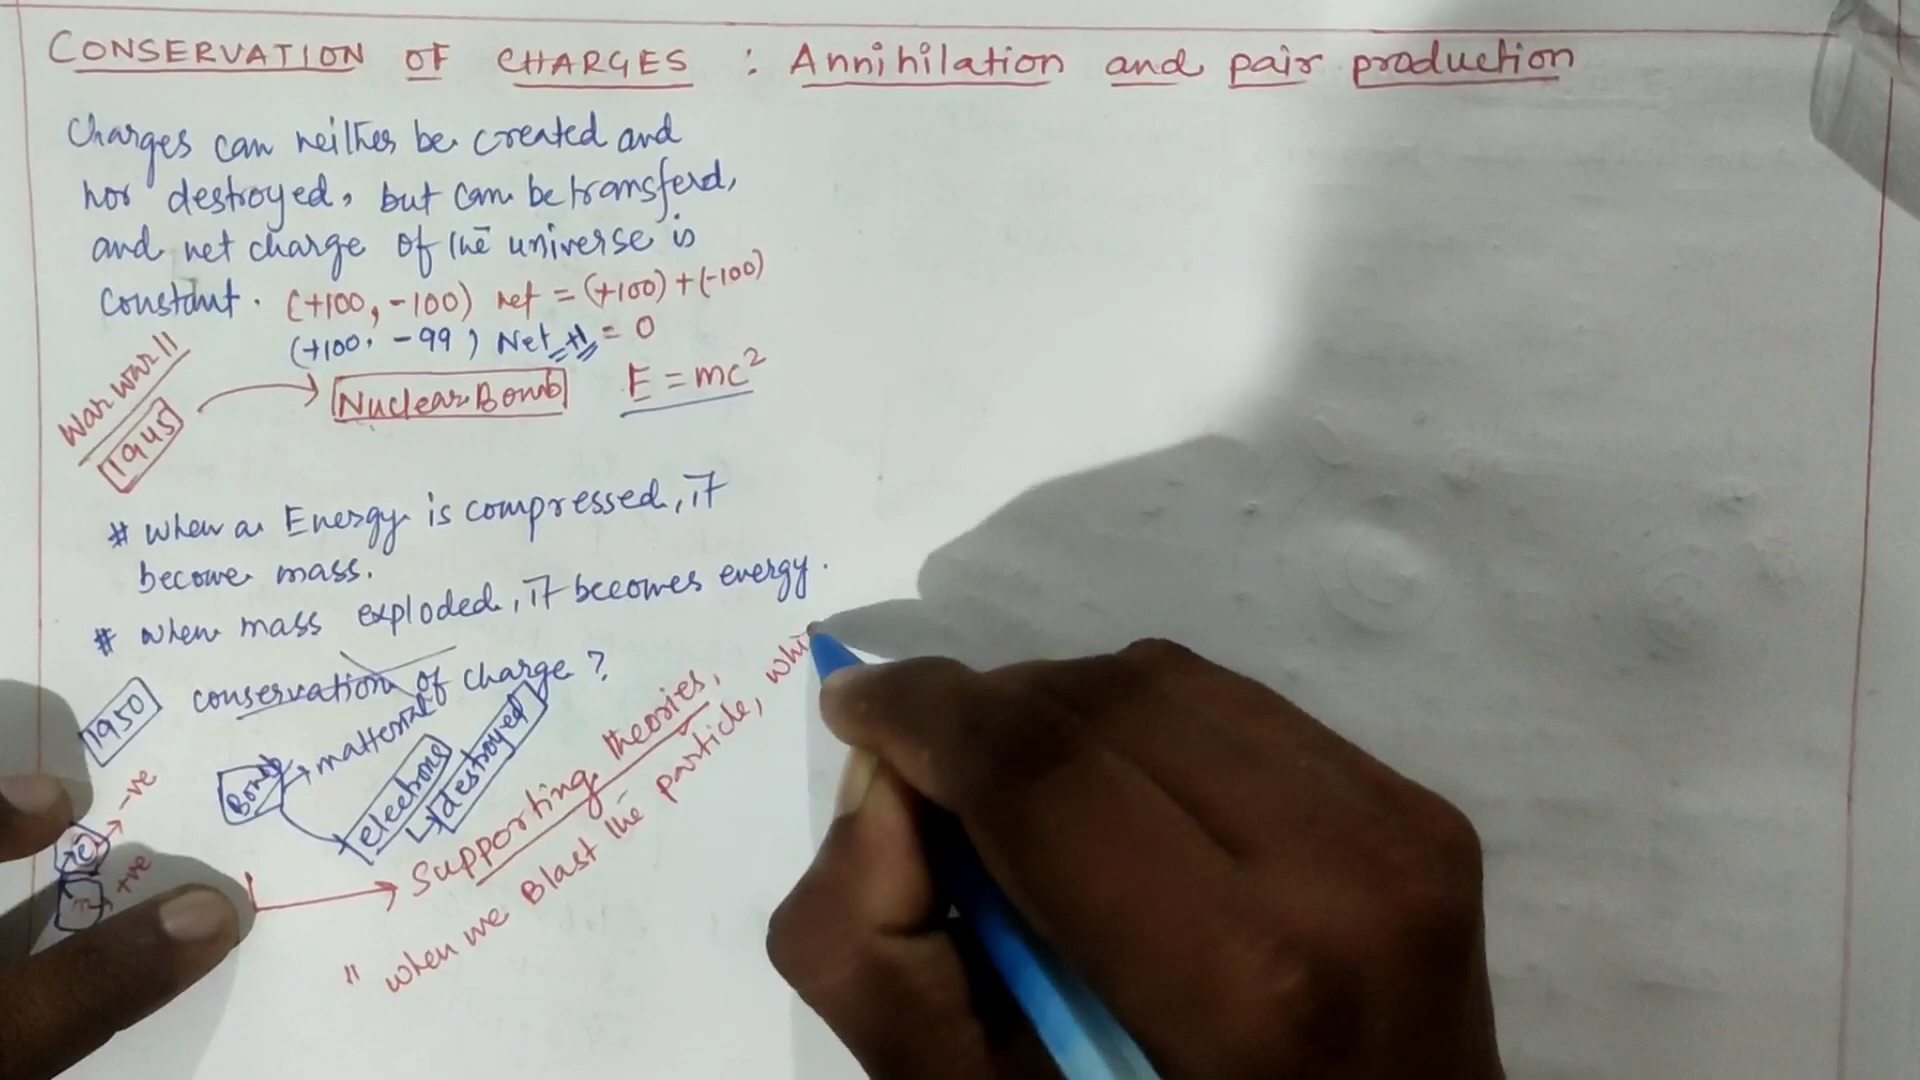 CONSERVATION OF CHARGES : Annihilation and pair production
Charges can neither be created and
nor destroyed, but can be transferd,
and net charge of the universe is
constant. (+100, -100) net = (+100) + (-100)
(+100, -99) Net +1 = 0
War war II
1945
Nuclear Bomb
E = mc²
# when a Energy is compressed, it
become mass.
# when mass exploded, it becomes energy.
1950
conservation of charge ?
Bomb
electrons
destroyed
-ve
+ve
Supporting theories,
" when we Blast the particle, whi